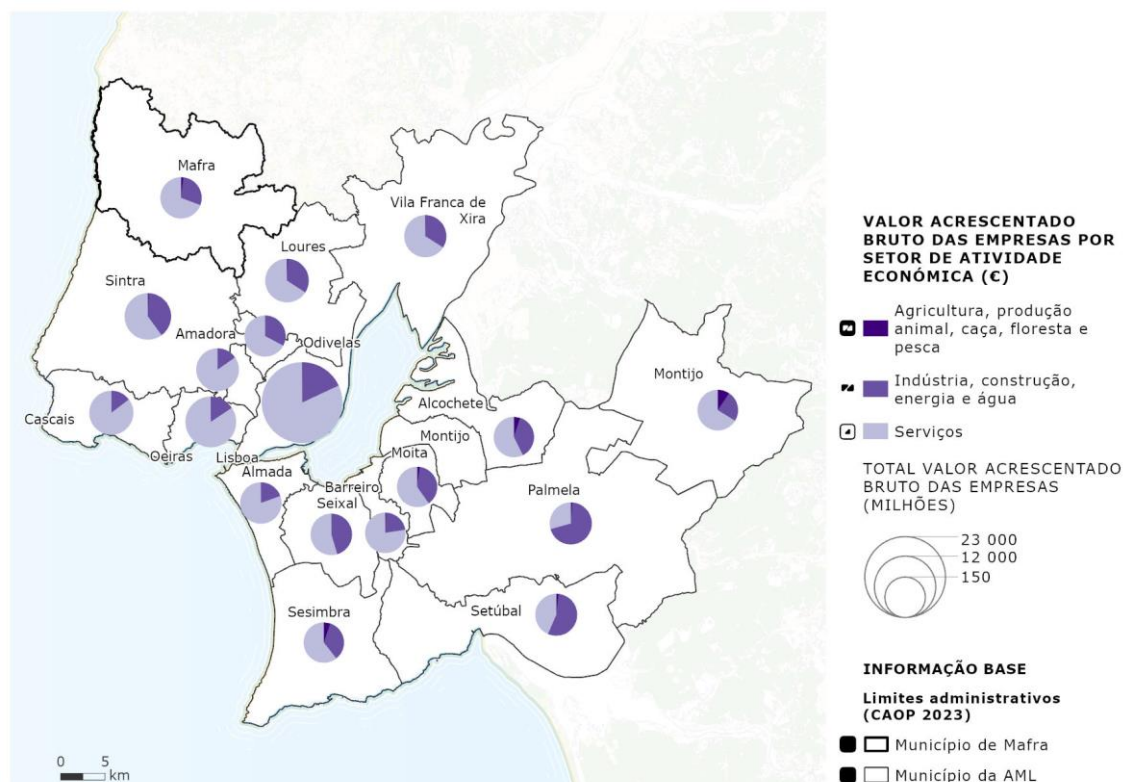 Mafra
Vila Franca de
Xira
Loures
Sintra
Amadora
Odivelas
Montijo
Cascais
Alcochete
Montijo
Oeiras
Lisboa
Moita
Almada
Barreiro
Seixal
Palmela
Sesimbra
Setúbal
0 5
km
VALOR ACRESCENTADO
BRUTO DAS EMPRESAS POR
SETOR DE ATIVIDADE
ECONÓMICA (€)
Agricultura, produção
animal, caça, floresta e
pesca
Indústria, construção,
energia e água
Serviços
TOTAL VALOR ACRESCENTADO
BRUTO DAS EMPRESAS
(MILHÕES)
23 000
12 000
150
INFORMAÇÃO BASE
Limites administrativos
(CAOP 2023)
Município de Mafra
Município da AML